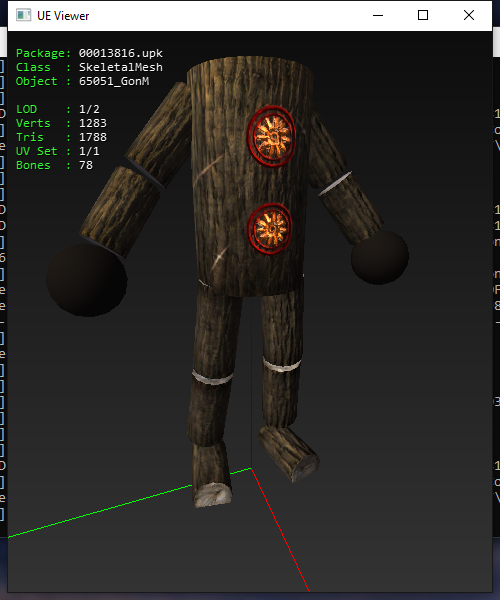 UE Viewer
Package: 00013816.upk
Class : SkeletalMesh
Object : 65051_GonM
LOD : 1/2
Verts : 1283
Tris : 1788
UV Set : 1/1
Bones : 78